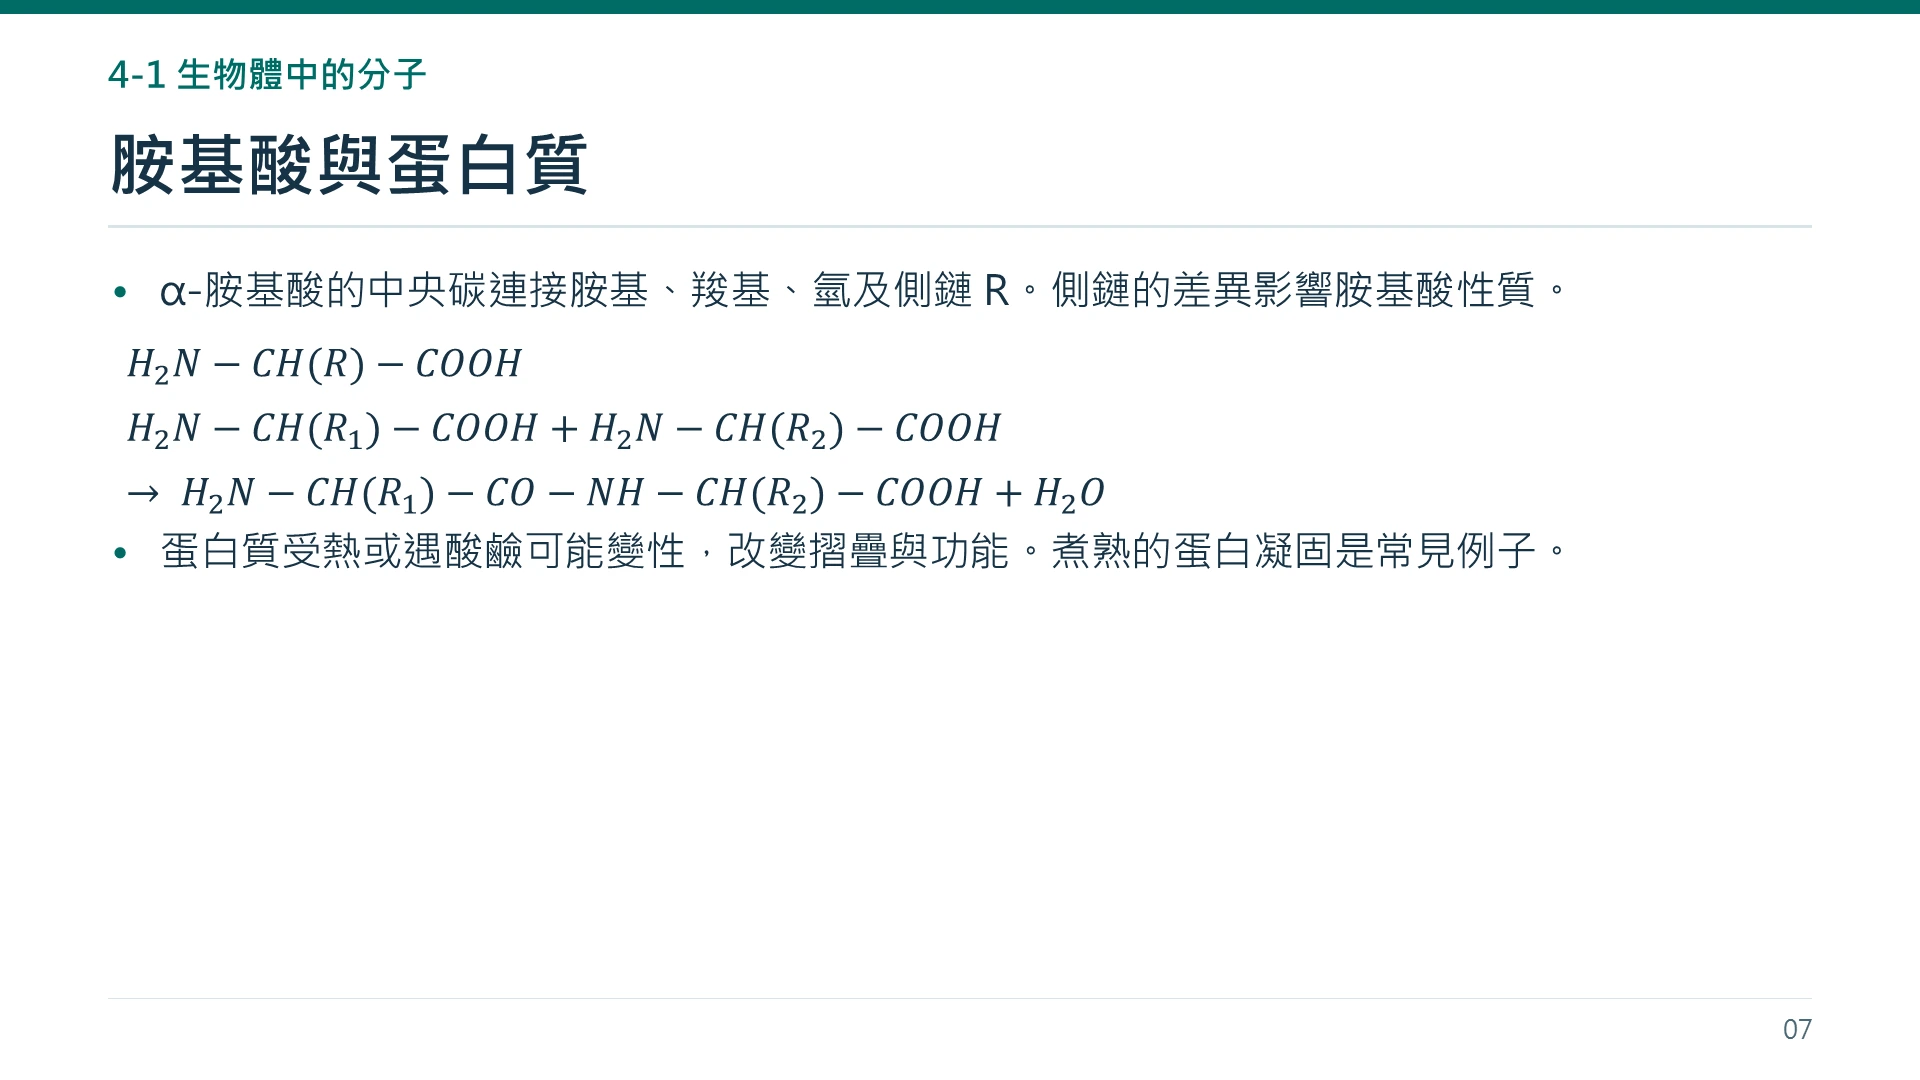 4-1 生物體中的分子
胺基酸與蛋白質
• α-胺基酸的中央碳連接胺基、羧基、氫及側鏈 R。側鏈的差異影響胺基酸性質。
H₂N − CH(R) − COOH
H₂N − CH(R₁) − COOH + H₂N − CH(R₂) − COOH
→ H₂N − CH(R₁) − CO − NH − CH(R₂) − COOH + H₂O
• 蛋白質受熱或遇酸鹼可能變性，改變摺疊與功能。煮熟的蛋白凝固是常見例子。
07